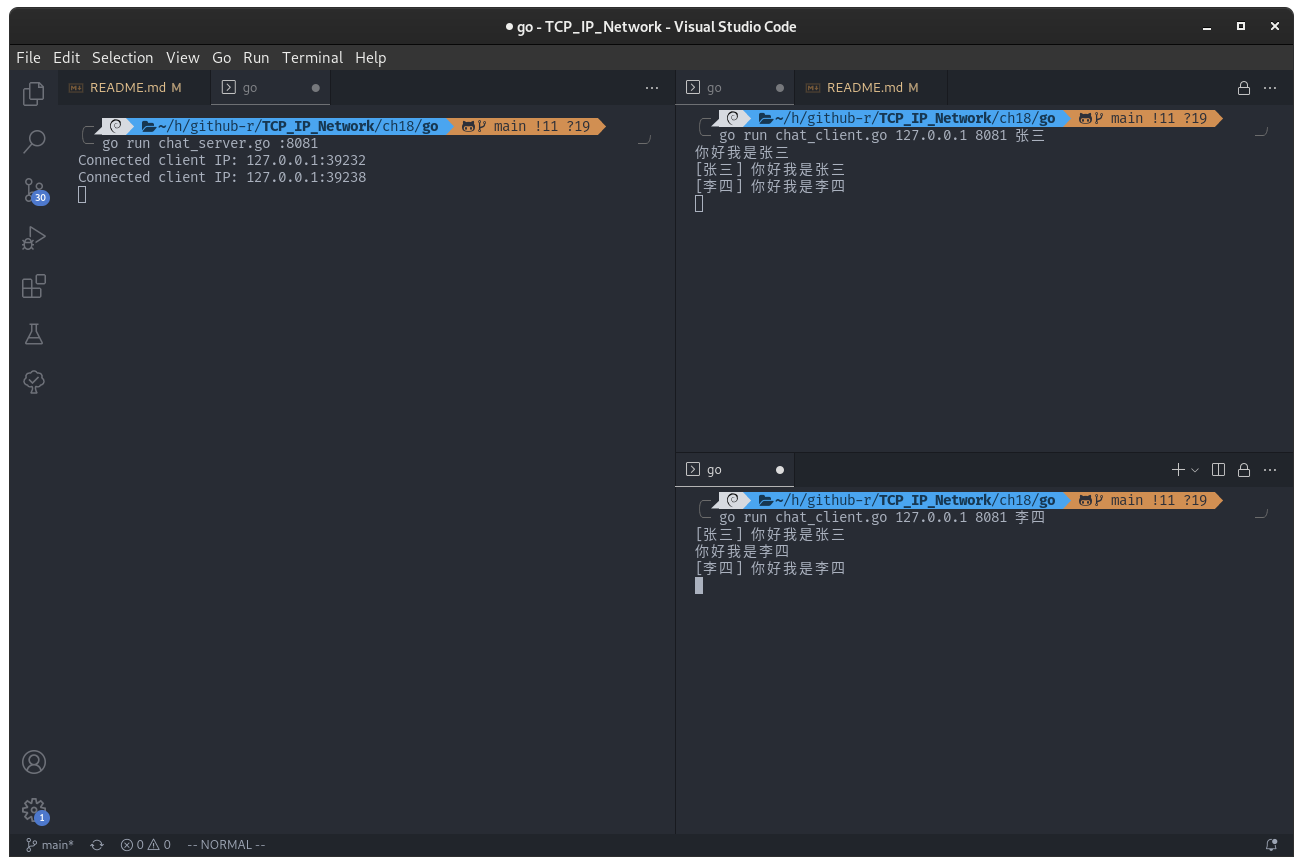 go - TCP_IP_Network - Visual Studio Code
File Edit Selection View Go Run Terminal Help
README.md M
go
~/h/github-r/TCP_IP_Network/ch18/go main !11 ?19
go run chat_server.go :8081
Connected client IP: 127.0.0.1:39232
Connected client IP: 127.0.0.1:39238
go
README.md M
~/h/github-r/TCP_IP_Network/ch18/go main !11 ?19
go run chat_client.go 127.0.0.1 8081 张三
你好我是张三
[张三] 你好我是张三
[李四] 你好我是李四
go
~/h/github-r/TCP_IP_Network/ch18/go main !11 ?19
go run chat_client.go 127.0.0.1 8081 李四
[张三] 你好我是张三
你好我是李四
[李四] 你好我是李四
30
1
main* 0 0 -- NORMAL --